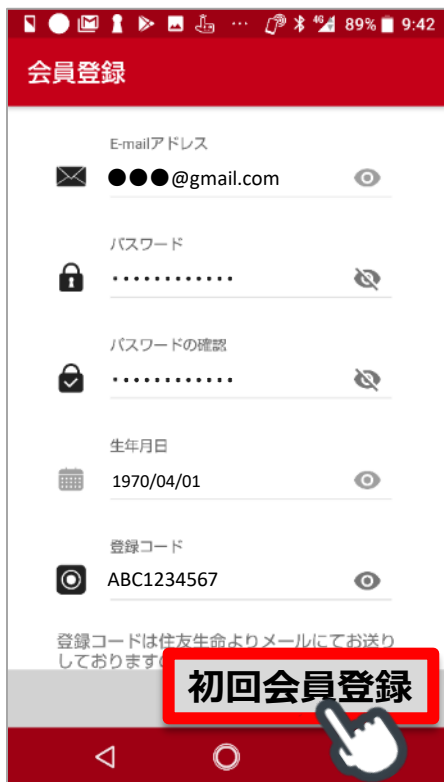 89% 9:42
会員登録
E-mailアドレス
●●●@gmail.com
パスワード
············
パスワードの確認
············
生年月日
1970/04/01
登録コード
ABC1234567
登録コードは住友生命よりメールにてお送り
しております
初回会員登録